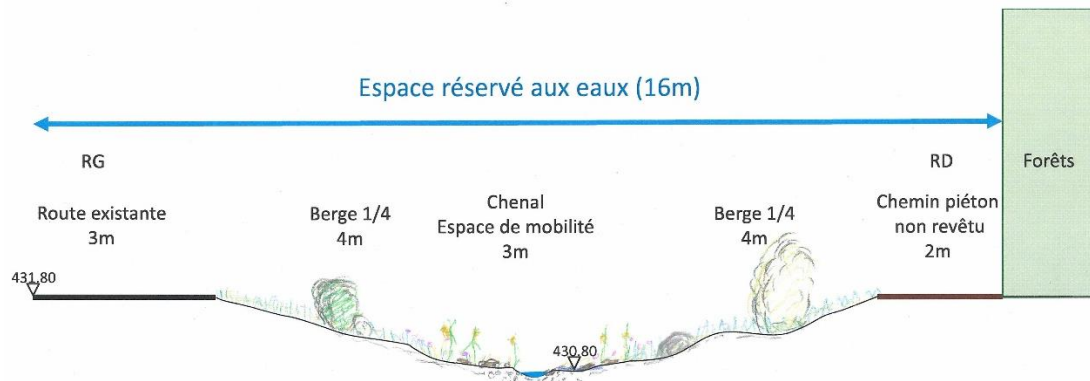 Espace réservé aux eaux (16m)
RG
RD
Forêts
Route existante
3m
Berge 1/4
4m
Chenal
Espace de mobilité
3m
Berge 1/4
4m
Chemin piéton
non revêtu
2m
431,80
430,80